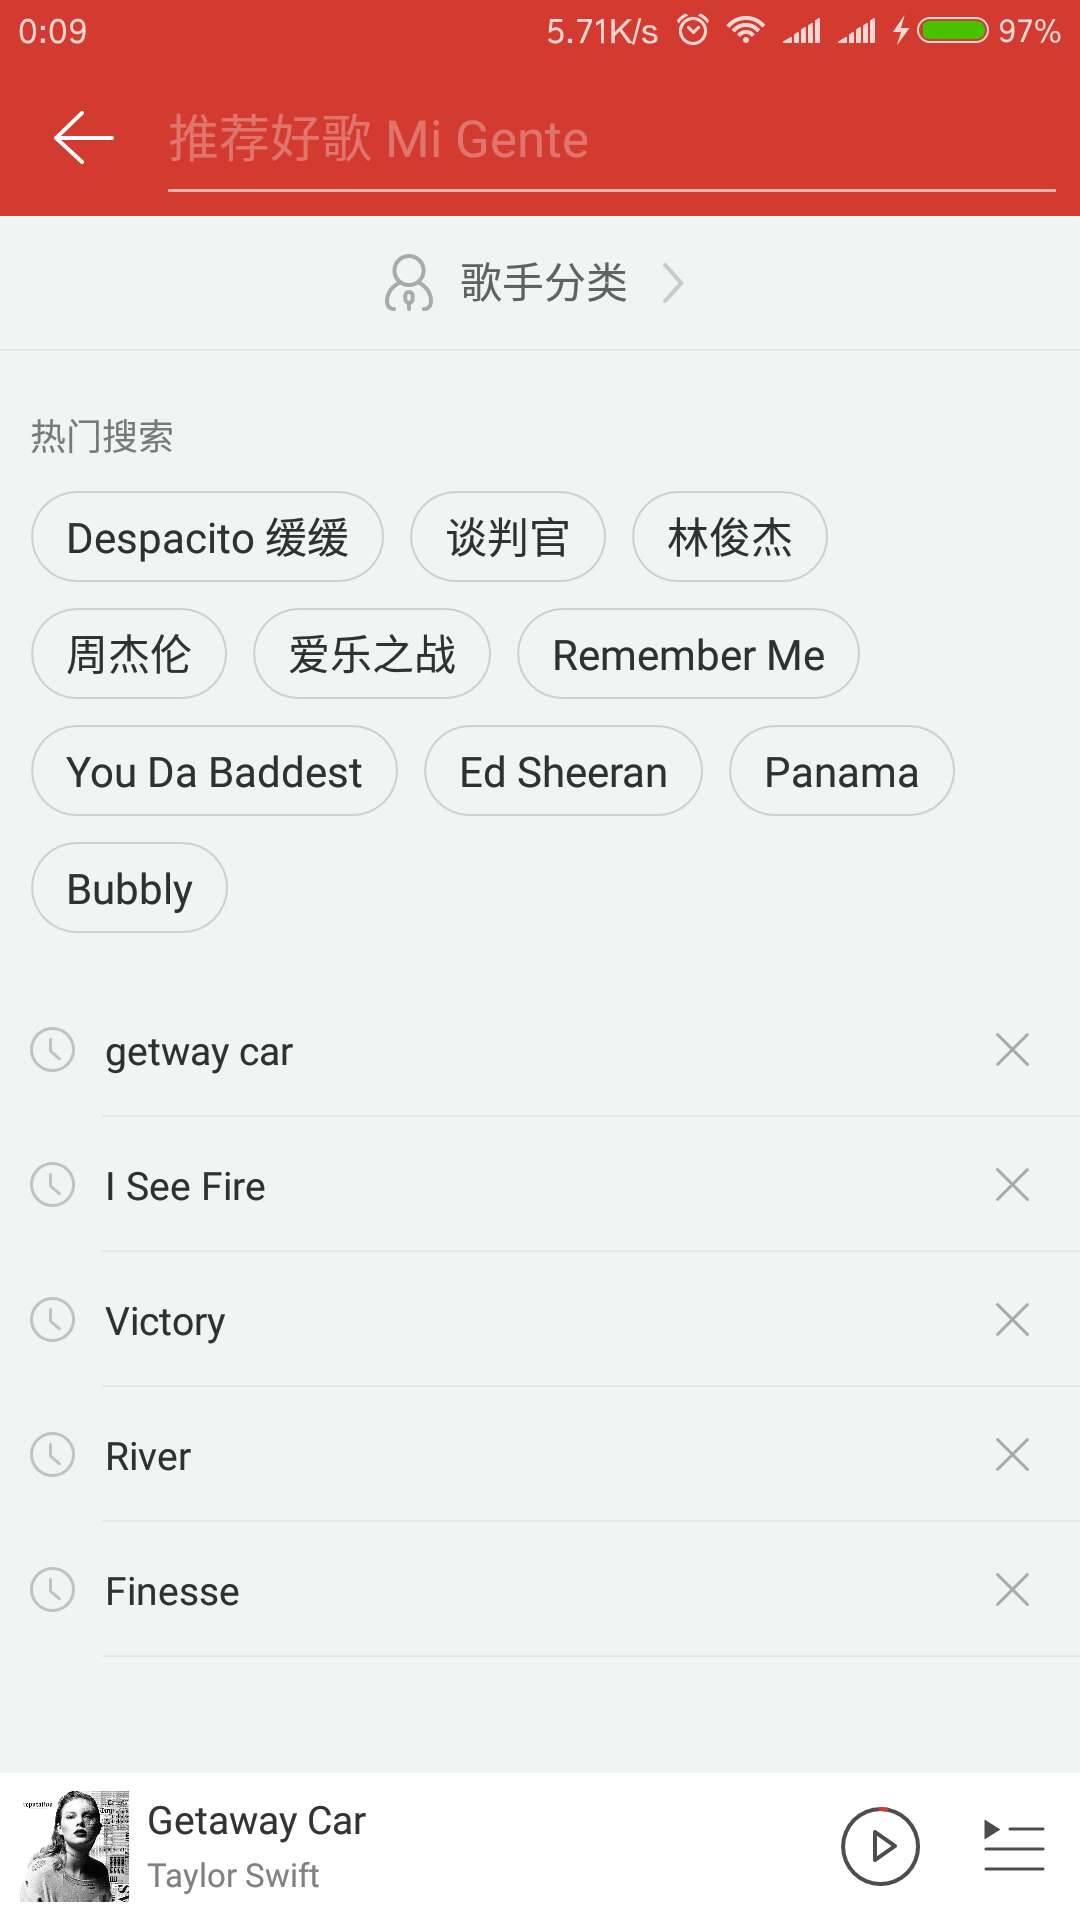 0:09 5.71K/s 97%
推荐好歌 Mi Gente
歌手分类
热门搜索
Despacito 缓缓 谈判官 林俊杰
周杰伦 爱乐之战 Remember Me
You Da Baddest Ed Sheeran Panama
Bubbly
getway car
I See Fire
Victory
River
Finesse
reputation
Getaway Car
Taylor Swift